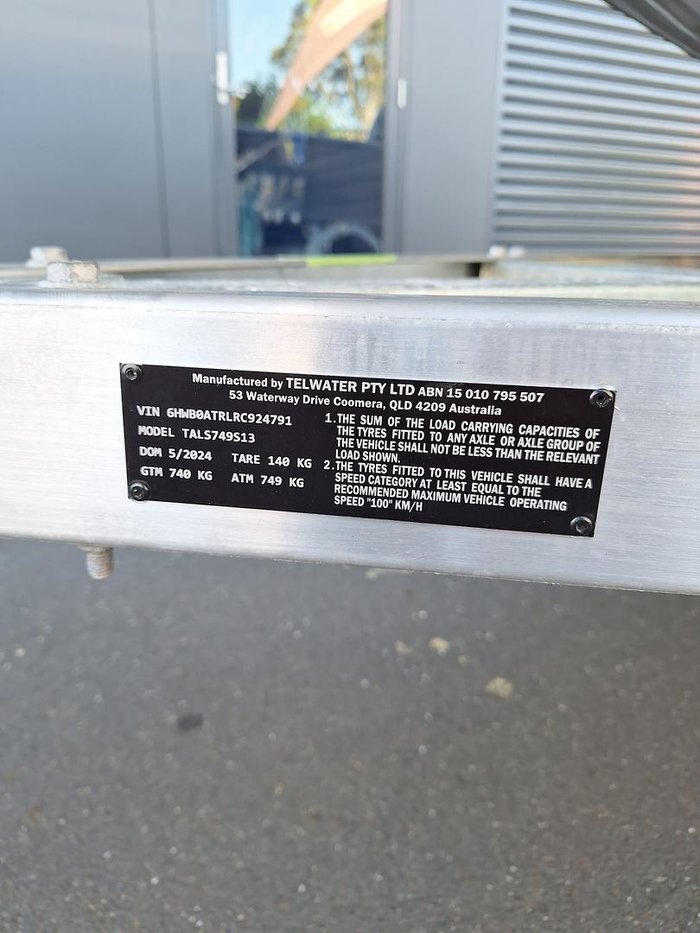 Manufactured by TELWATER PTY LTD ABN 15 010 795 507
53 Waterway Drive Coomera, QLD 4209 Australia
VIN 6HWB0ATRLRC924791
MODEL TALS749S13
DOM 5/2024 TARE 140 KG
GTM 740 KG ATM 749 KG
1.THE SUM OF THE LOAD CARRYING CAPACITIES OF
THE TYRES FITTED TO ANY AXLE OR AXLE GROUP OF
THE VEHICLE SHALL NOT BE LESS THAN THE RELEVANT
LOAD SHOWN.
2.THE TYRES FITTED TO THIS VEHICLE SHALL HAVE A
SPEED CATEGORY AT LEAST EQUAL TO THE
RECOMMENDED MAXIMUM VEHICLE OPERATING
SPEED "100" KM/H